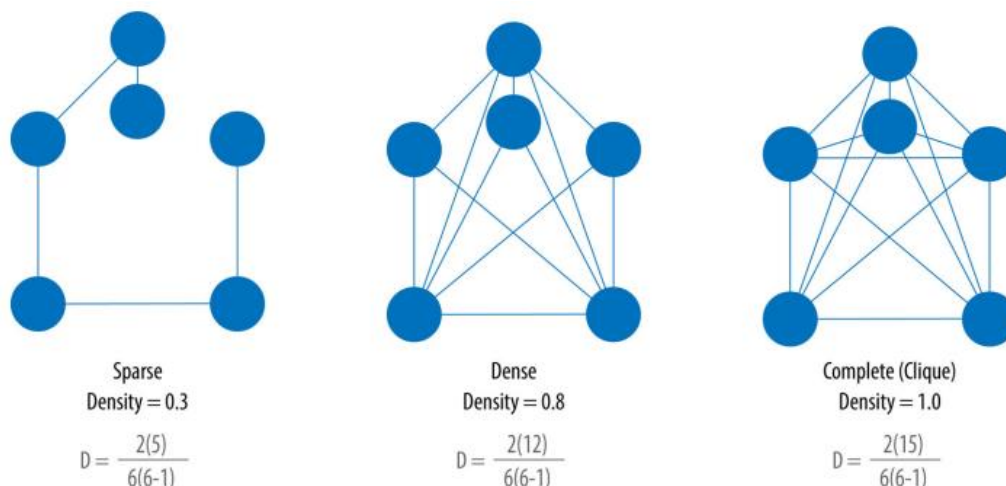 Sparse
Density = 0.3
D = 2(5)
6(6-1)
Dense
Density = 0.8
D = 2(12)
6(6-1)
Complete (Clique)
Density = 1.0
D = 2(15)
6(6-1)